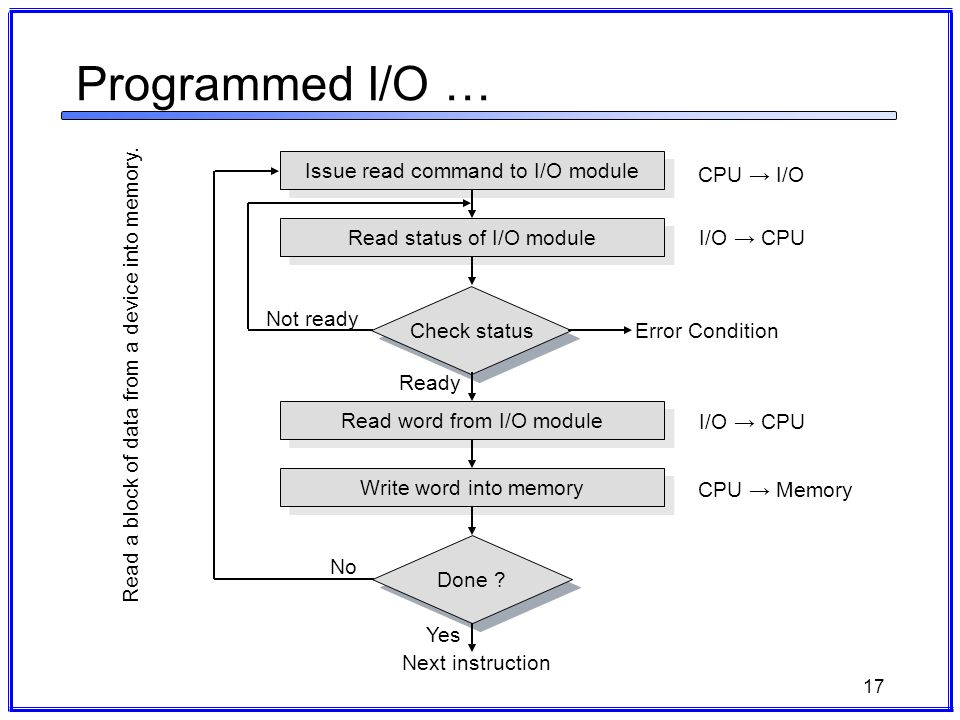 Programmed I/O …
Read a block of data from a device into memory.
Issue read command to I/O module
CPU → I/O
Read status of I/O module
I/O → CPU
Not ready
Check status
Error Condition
Ready
Read word from I/O module
I/O → CPU
Write word into memory
CPU → Memory
No
Done ?
Yes
Next instruction
17